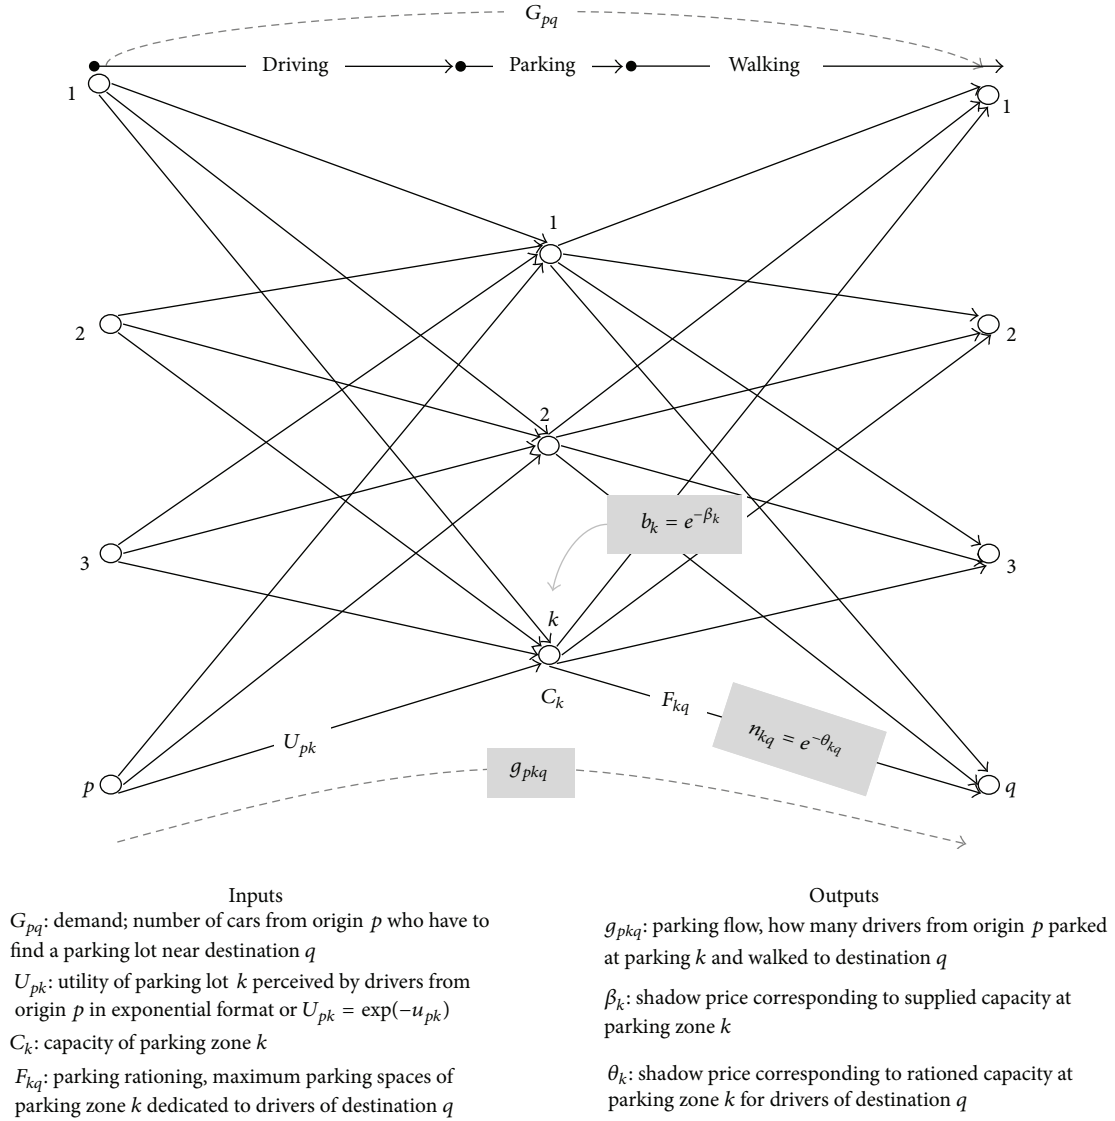 G_pq
Driving Parking Walking
1
1
1
2
2
2
b_k = e^{−β_k}
3
3
k
C_k
F_kq
n_kq = e^{−θ_kq}
U_pk
g_pkq
p
q
Inputs
G_pq: demand; number of cars from origin p who have to
find a parking lot near destination q
U_pk: utility of parking lot k perceived by drivers from
origin p in exponential format or U_pk = exp(−u_pk)
C_k: capacity of parking zone k
F_kq: parking rationing, maximum parking spaces of
parking zone k dedicated to drivers of destination q
Outputs
g_pkq: parking flow, how many drivers from origin p parked
at parking k and walked to destination q
β_k: shadow price corresponding to supplied capacity at
parking zone k
θ_k: shadow price corresponding to rationed capacity at
parking zone k for drivers of destination q